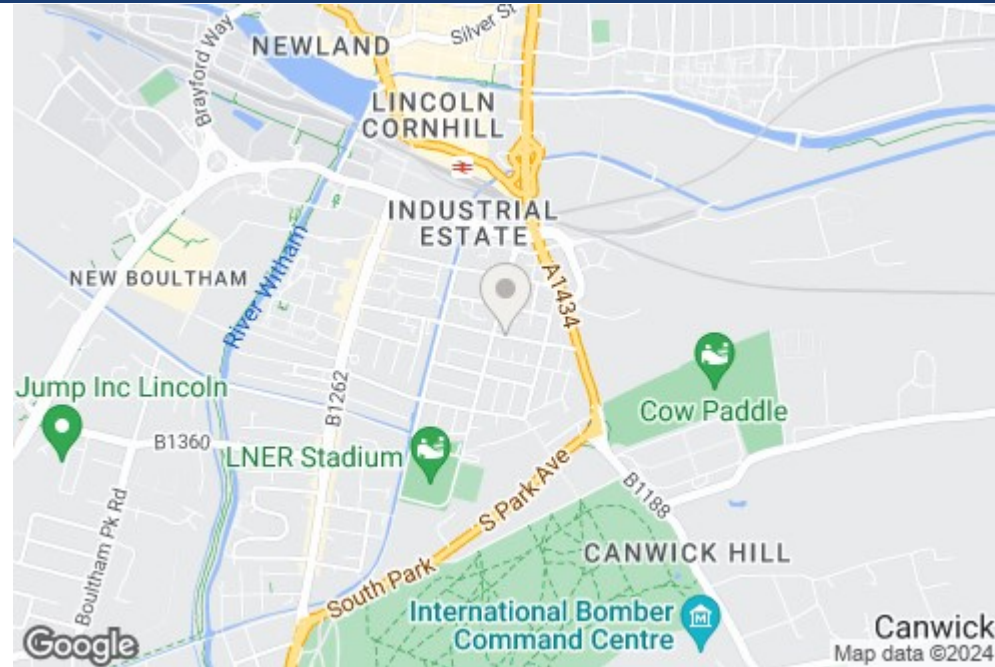 Silver St
NEWLAND
Brayford Way
LINCOLN
CORNHILL
INDUSTRIAL
ESTATE
NEW BOULTHAM
River Witham
A1434
B1262
Jump Inc Lincoln
Cow Paddle
B1360
LNER Stadium
S Park Ave
B1188
Boultham Pk Rd
CANWICK HILL
South Park
International Bomber
Command Centre
Canwick
Google
Map data ©2024